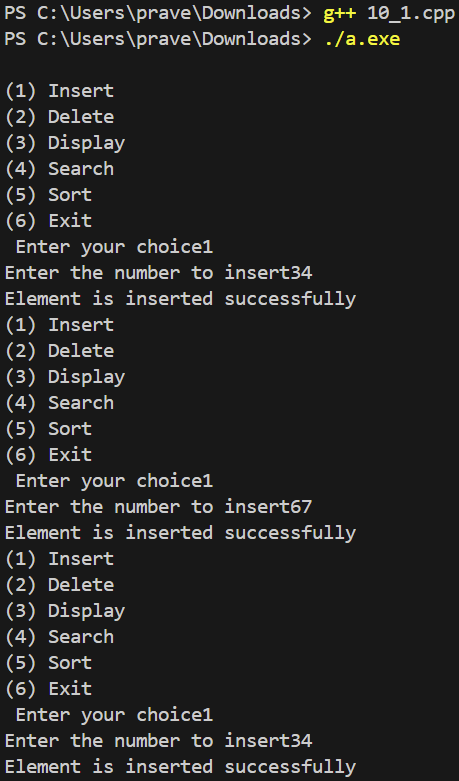 PS C:\Users\prave\Downloads> g++ 10_1.cpp
PS C:\Users\prave\Downloads> ./a.exe
(1) Insert
(2) Delete
(3) Display
(4) Search
(5) Sort
(6) Exit
Enter your choice1
Enter the number to insert34
Element is inserted successfully
(1) Insert
(2) Delete
(3) Display
(4) Search
(5) Sort
(6) Exit
Enter your choice1
Enter the number to insert67
Element is inserted successfully
(1) Insert
(2) Delete
(3) Display
(4) Search
(5) Sort
(6) Exit
Enter your choice1
Enter the number to insert34
Element is inserted successfully